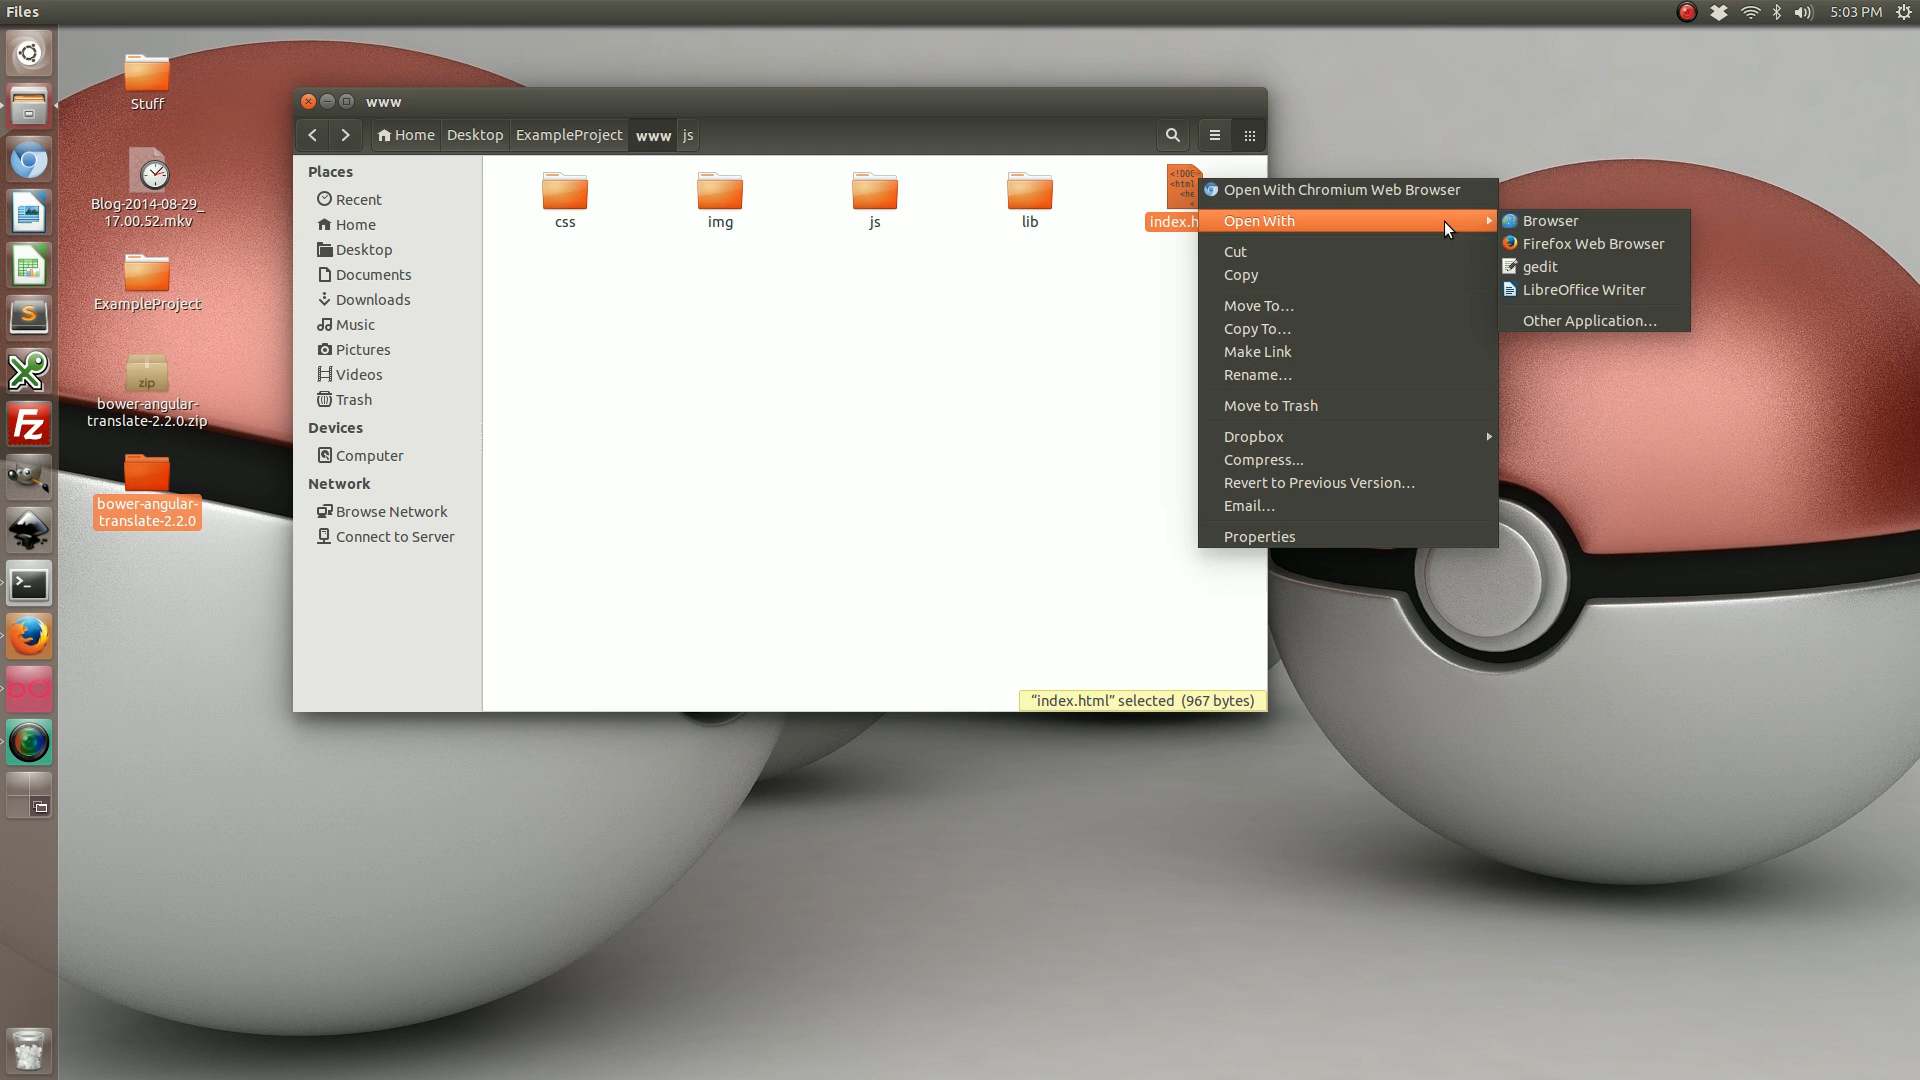 Files
5:03 PM
Stuff
Blog-2014-08-29_
17.00.52.mkv
ExampleProject
zip
bower-angular-
translate-2.2.0.zip
bower-angular-
translate-2.2.0
www
Home
Desktop
ExampleProject
www
js
Places
Recent
Home
Desktop
Documents
Downloads
Music
Pictures
Videos
Trash
Devices
Computer
Network
Browse Network
Connect to Server
css
img
js
lib
<!DOC
<html
<he
<
index.h
Open With Chromium Web Browser
Open With
Cut
Copy
Move To…
Copy To…
Make Link
Rename…
Move to Trash
Dropbox
Compress...
Revert to Previous Version…
Email…
Properties
Browser
Firefox Web Browser
gedit
LibreOffice Writer
Other Application…
“index.html” selected (967 bytes)